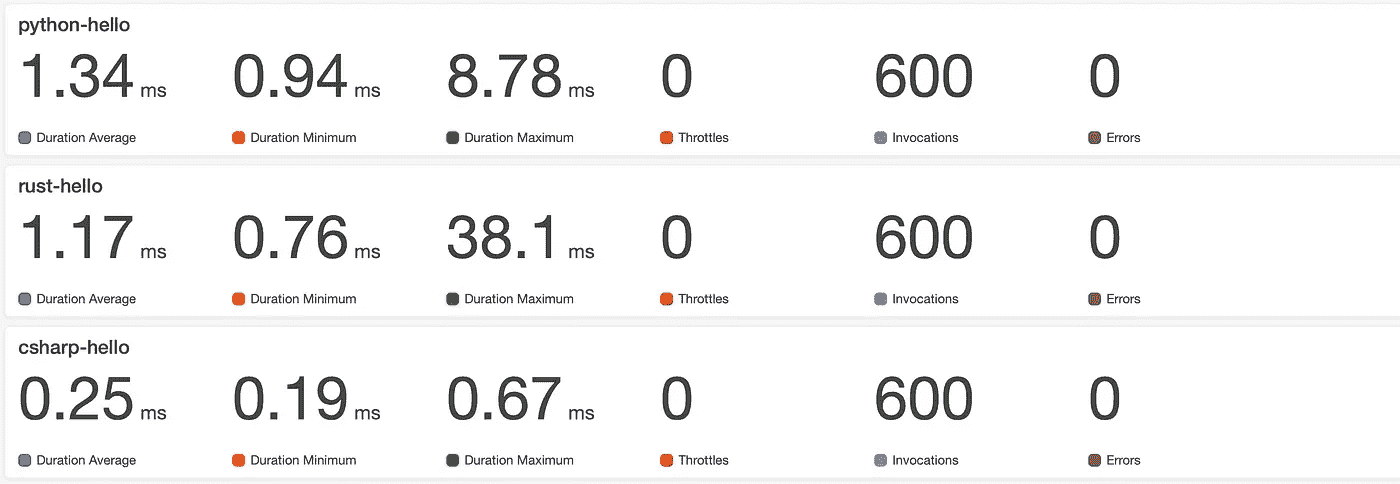 python-hello
1.34 ms 0.94 ms 8.78 ms 0 600 0
Duration Average Duration Minimum Duration Maximum Throttles Invocations Errors
rust-hello
1.17 ms 0.76 ms 38.1 ms 0 600 0
Duration Average Duration Minimum Duration Maximum Throttles Invocations Errors
csharp-hello
0.25 ms 0.19 ms 0.67 ms 0 600 0
Duration Average Duration Minimum Duration Maximum Throttles Invocations Errors